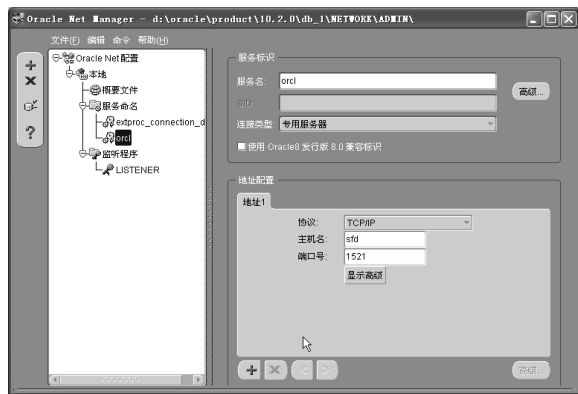 Oracle Net Manager - d:\oracle\product\10.2.0\db_1\NETWORK\ADMIN\
文件(F) 编辑 命令 帮助(H)
Oracle Net 配置
本地
概要文件
服务命名
extproc_connection_d
orcl
监听程序
LISTENER
服务标识
服务名: orcl
SID:
高级...
连接类型: 专用服务器
使用 Oracle8 发行版 8.0 兼容标识
地址配置
地址1
协议: TCP/IP
主机名: sfd
端口号: 1521
显示高级
高级...